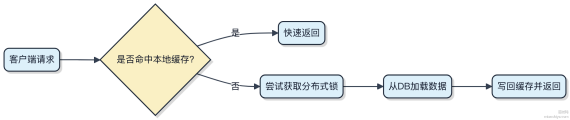 客户端请求
是否命中本地缓存?
是
快速返回
否
尝试获取分布式锁
从DB加载数据
写回缓存并返回